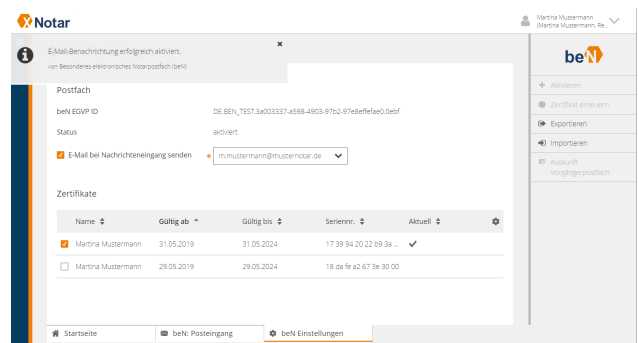 XNotar
Martina Mustermann
(Martina Mustermann, Re...
E-Mail-Benachrichtung erfolgreich aktiviert.
von Besonderes elektronisches Notarpostfach (beN)
beN
Postfach
beN EGVP ID DE.BEN_TEST.3a003337-a598-4903-97b2-97e8effefae0.0ebf
Status aktiviert
E-Mail bei Nachrichteneingang senden * m.mustermann@musternotar.de
Aktivieren
Zertifikat erneuern
Exportieren
Importieren
Auskunft
Vorgängerpostfach
Zertifikate
Name Gültig ab Gültig bis Seriennr. Aktuell
Martina Mustermann 31.05.2019 31.05.2024 17 39 94 20 22 b9 3a ...
Martina Mustermann 29.05.2019 29.05.2024 18 da fe a2 67 3e 30 00
Startseite beN: Posteingang beN Einstellungen